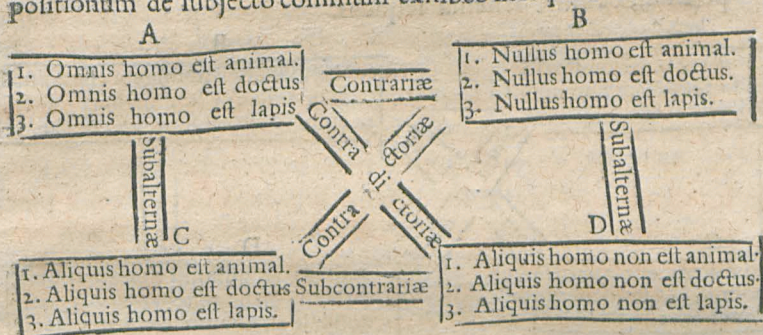 A
B
1. Omnis homo eſt animal.
2. Omnis homo eſt doctus
3. Omnis homo eſt lapis
Contrariæ
1. Nullus homo eſt animal.
2. Nullus homo eſt doctus.
3. Nullus homo eſt lapis.
Subalternæ
Contra di ctoriæ
Contra ctoriæ
Subalternæ
C
D
1. Aliquis homo eſt animal.
2. Aliquis homo eſt doctus
3. Aliquis homo eſt lapis.
Subcontrariæ
1. Aliquis homo non eſt animal.
2. Aliquis homo non eſt doctus.
3. Aliquis homo non eſt lapis.